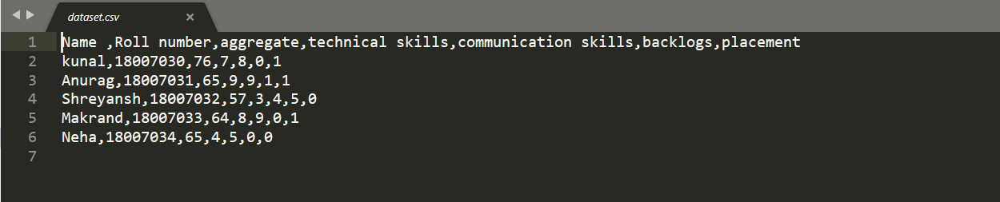 dataset.csv ×
1 Name ,Roll number,aggregate,technical skills,communication skills,backlogs,placement
2 kunal,18007030,76,7,8,0,1
3 Anurag,18007031,65,9,9,1,1
4 Shreyansh,18007032,57,3,4,5,0
5 Makrand,18007033,64,8,9,0,1
6 Neha,18007034,65,4,5,0,0
7